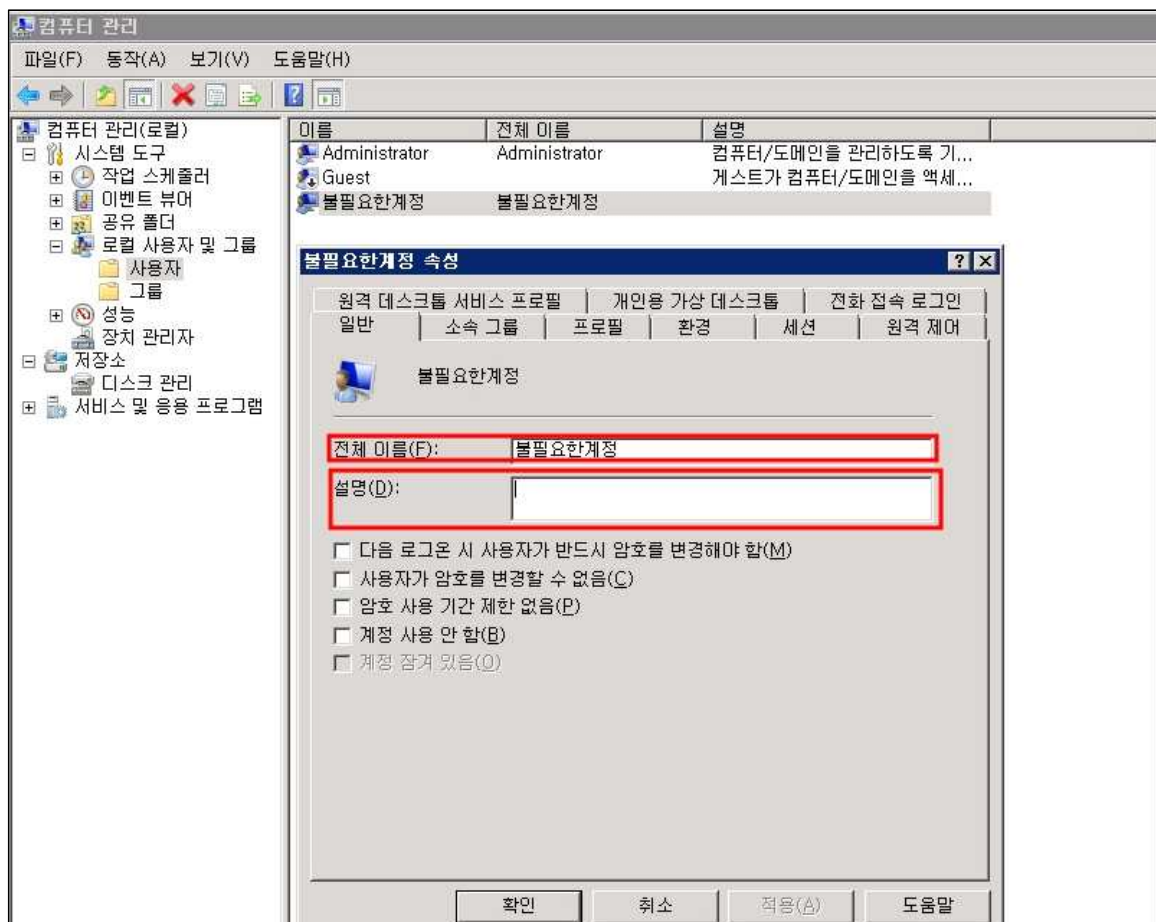 컴퓨터 관리
파일(F) 동작(A) 보기(V) 도움말(H)
컴퓨터 관리(로컬)
시스템 도구
작업 스케줄러
이벤트 뷰어
공유 폴더
로컬 사용자 및 그룹
사용자
그룹
성능
장치 관리자
저장소
디스크 관리
서비스 및 응용 프로그램
이름 전체 이름 설명
Administrator Administrator 컴퓨터/도메인을 관리하도록 기...
Guest 게스트가 컴퓨터/도메인을 액세...
불필요한계정 불필요한계정
불필요한계정 속성
원격 데스크톱 서비스 프로필 개인용 가상 데스크톱 전화 접속 로그인
일반 소속 그룹 프로필 환경 세션 원격 제어
불필요한계정
전체 이름(F): 불필요한계정
설명(D):
다음 로그온 시 사용자가 반드시 암호를 변경해야 함(M)
사용자가 암호를 변경할 수 없음(C)
암호 사용 기간 제한 없음(P)
계정 사용 안 함(B)
계정 잠겨 있음(O)
확인 취소 적용(A) 도움말